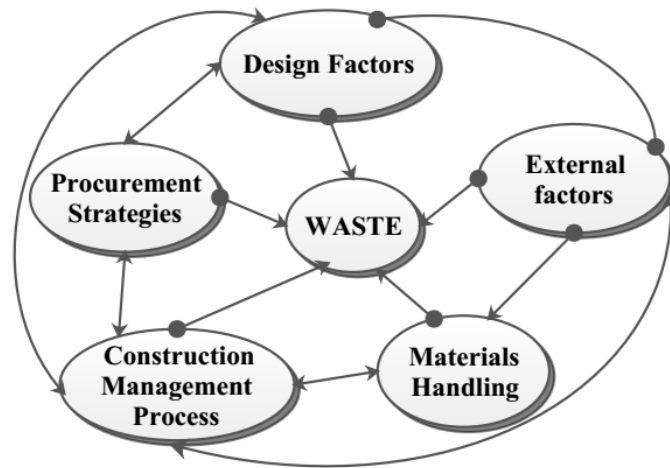 Design Factors
Procurement
Strategies
External
factors
WASTE
Construction
Management
Process
Materials
Handling